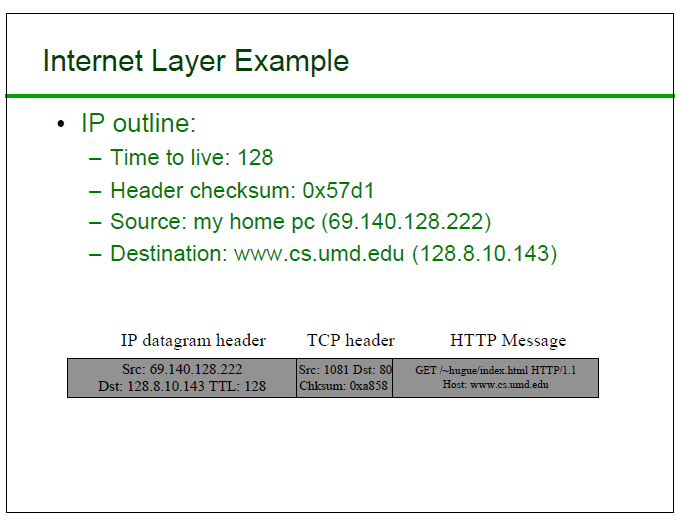 Internet Layer Example
• IP outline:
– Time to live: 128
– Header checksum: 0x57d1
– Source: my home pc (69.140.128.222)
– Destination: www.cs.umd.edu (128.8.10.143)
IP datagram header TCP header HTTP Message
Src: 69.140.128.222 Src: 1081 Dst: 80 GET /~hugue/index.html HTTP/1.1
Dst: 128.8.10.143 TTL: 128 Chksum: 0xa858 Host: www.cs.umd.edu